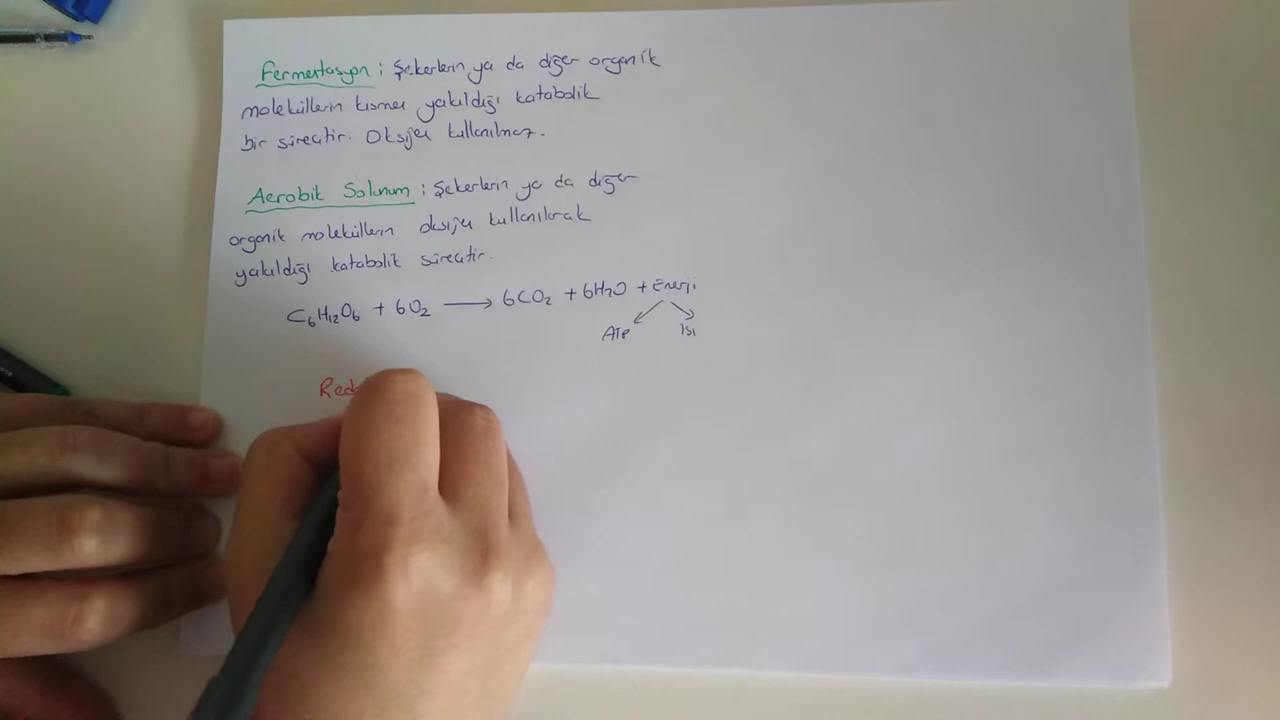 Fermentasyon : Şekerlerin ya da diğer organik
moleküllerin kısmen yakıldığı katabolik
bir süreçtir. Oksijen kullanılmaz.
Aerobik Solunum : Şekerlerin ya da diğer
organik moleküllerin oksijen kullanılarak
yakıldığı katabolik süreçtir.
C₆H₁₂O₆ + 6O₂ ⟶ 6CO₂ + 6H₂O + Enerji
ATP Isı
Red